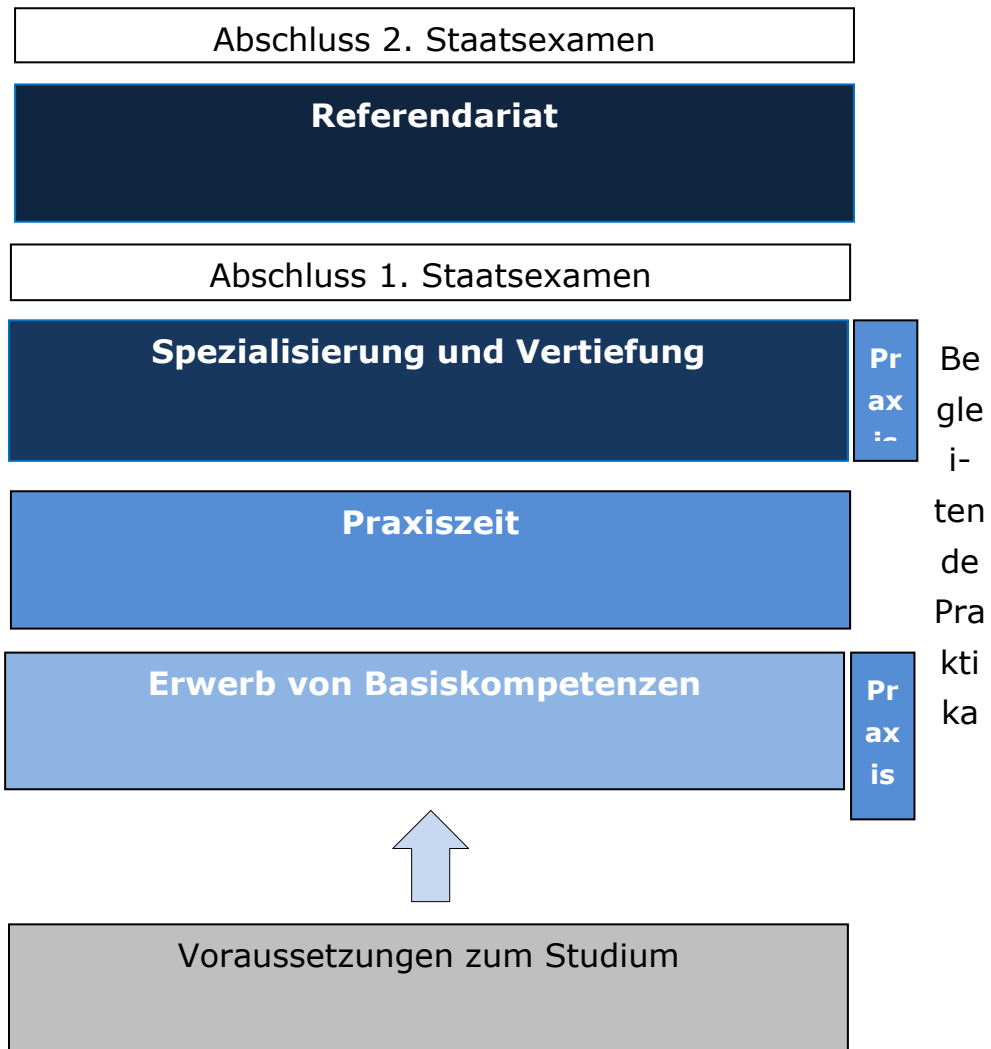 Abschluss 2. Staatsexamen
Referendariat
Abschluss 1. Staatsexamen
Spezialisierung und Vertiefung
Pr
ax
is
Be
gle
i-
ten
de
Pra
kti
ka
Praxiszeit
Erwerb von Basiskompetenzen
Pr
ax
is
Voraussetzungen zum Studium